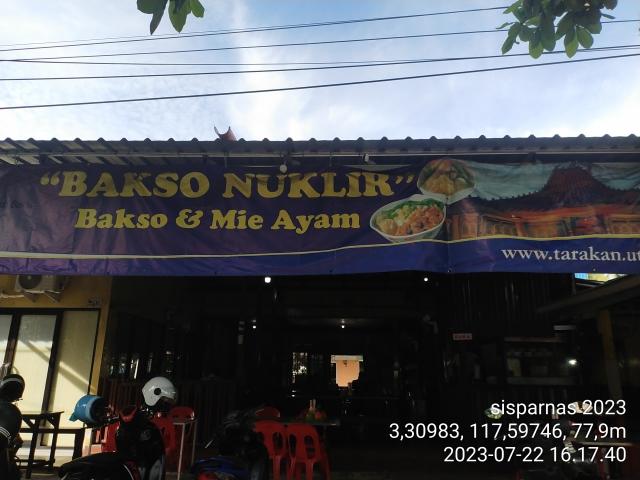 "BAKSO NUKLIR"
Bakso & Mie Ayam
www.tarakan.ut
sisparnas 2023
3,30983, 117,59746, 77,9m
2023-07-22 16.17.40